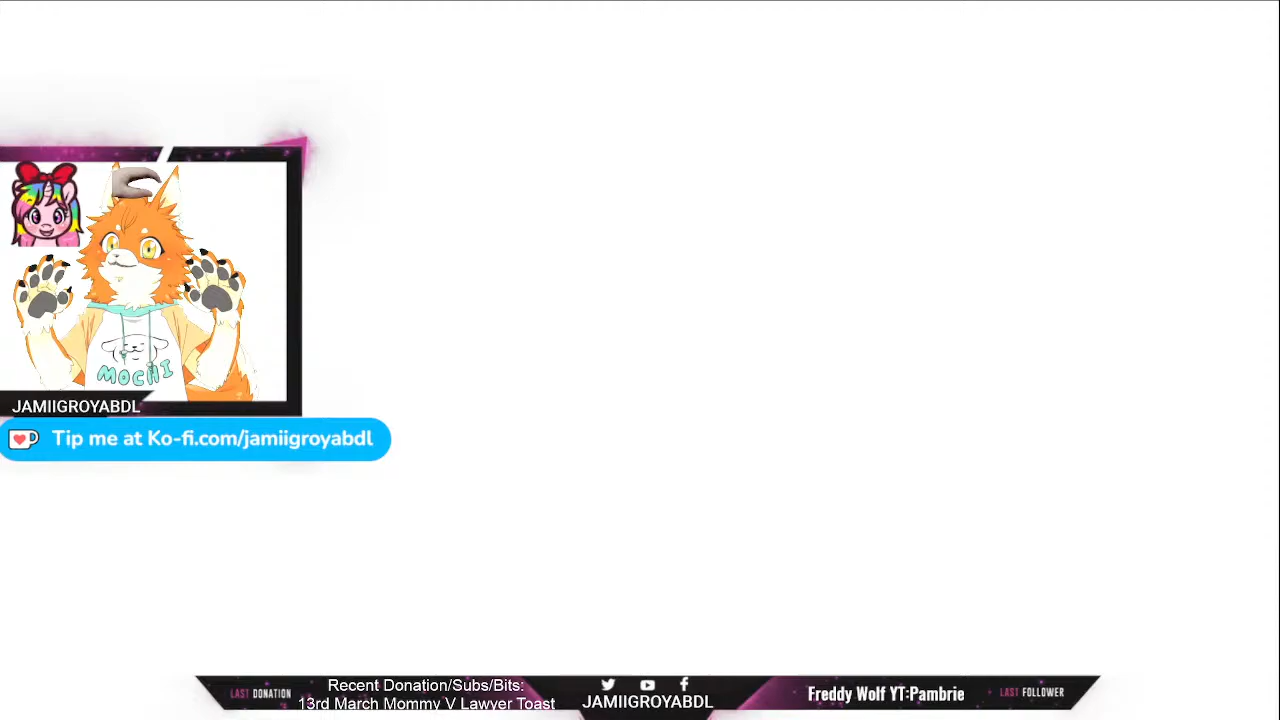 MOCHI
JAMIIGROYABDL
Tip me at Ko-fi.com/jamiigroyabdl
LAST DONATION
Recent Donation/Subs/Bits:
13rd March Mommy V Lawyer Toast
JAMIIGROYABDL
Freddy Wolf YT:Pambrie
LAST FOLLOWER